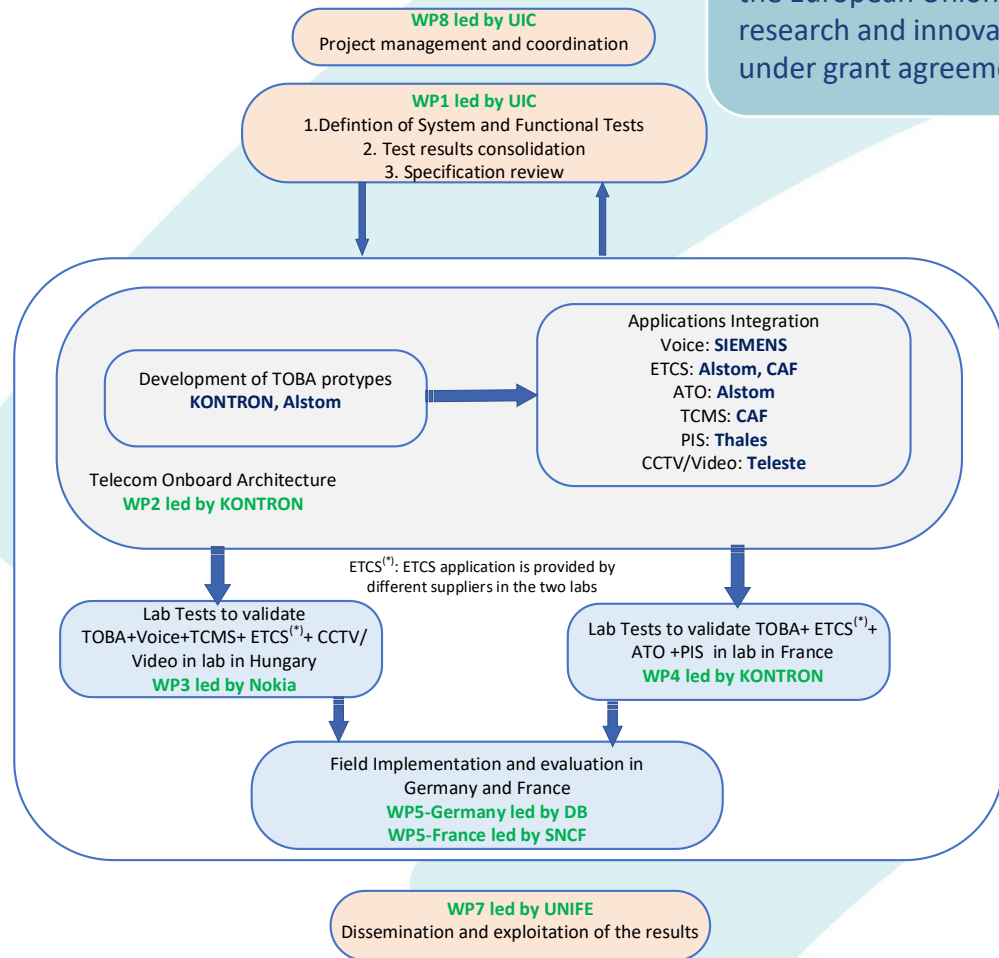 the European Union
research and innova
under grant agreeme
WP8 led by UIC
Project management and coordination
WP1 led by UIC
1.Defintion of System and Functional Tests
2. Test results consolidation
3. Specification review
Development of TOBA protypes
KONTRON, Alstom
Applications Integration
Voice: SIEMENS
ETCS: Alstom, CAF
ATO: Alstom
TCMS: CAF
PIS: Thales
CCTV/Video: Teleste
Telecom Onboard Architecture
WP2 led by KONTRON
ETCS(*): ETCS application is provided by
different suppliers in the two labs
Lab Tests to validate
TOBA+Voice+TCMS+ ETCS(*)+ CCTV/
Video in lab in Hungary
WP3 led by Nokia
Lab Tests to validate TOBA+ ETCS(*)+
ATO +PIS in lab in France
WP4 led by KONTRON
Field Implementation and evaluation in
Germany and France
WP5-Germany led by DB
WP5-France led by SNCF
WP7 led by UNIFE
Dissemination and exploitation of the results